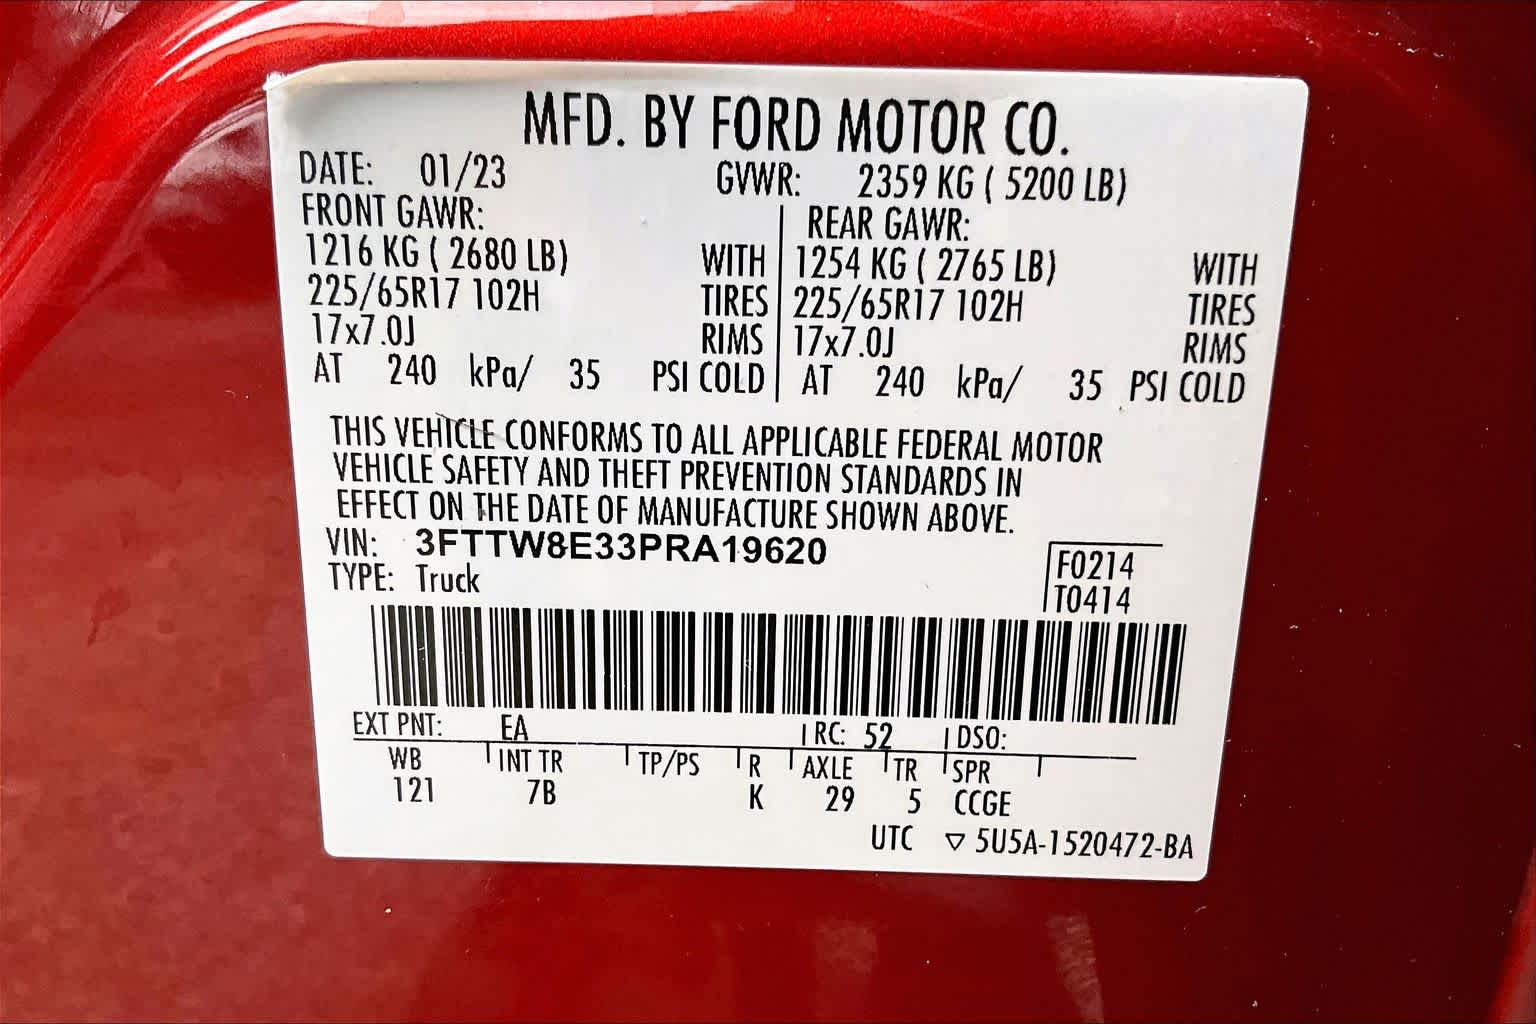 MFD. BY FORD MOTOR CO.
DATE: 01/23 GVWR: 2359 KG ( 5200 LB)
FRONT GAWR: REAR GAWR:
1216 KG ( 2680 LB) WITH 1254 KG ( 2765 LB) WITH
225/65R17 102H TIRES 225/65R17 102H TIRES
17x7.0J RIMS 17x7.0J RIMS
AT 240 kPa/ 35 PSI COLD AT 240 kPa/ 35 PSI COLD
THIS VEHICLE CONFORMS TO ALL APPLICABLE FEDERAL MOTOR
VEHICLE SAFETY AND THEFT PREVENTION STANDARDS IN
EFFECT ON THE DATE OF MANUFACTURE SHOWN ABOVE.
VIN: 3FTTW8E33PRA19620 F0214
TYPE: Truck T0414
EXT PNT: EA RC: 52 DSO:
WB INT TR TP/PS R AXLE TR SPR
121 7B K 29 5 CCGE
UTC ▽ 5U5A-1520472-BA